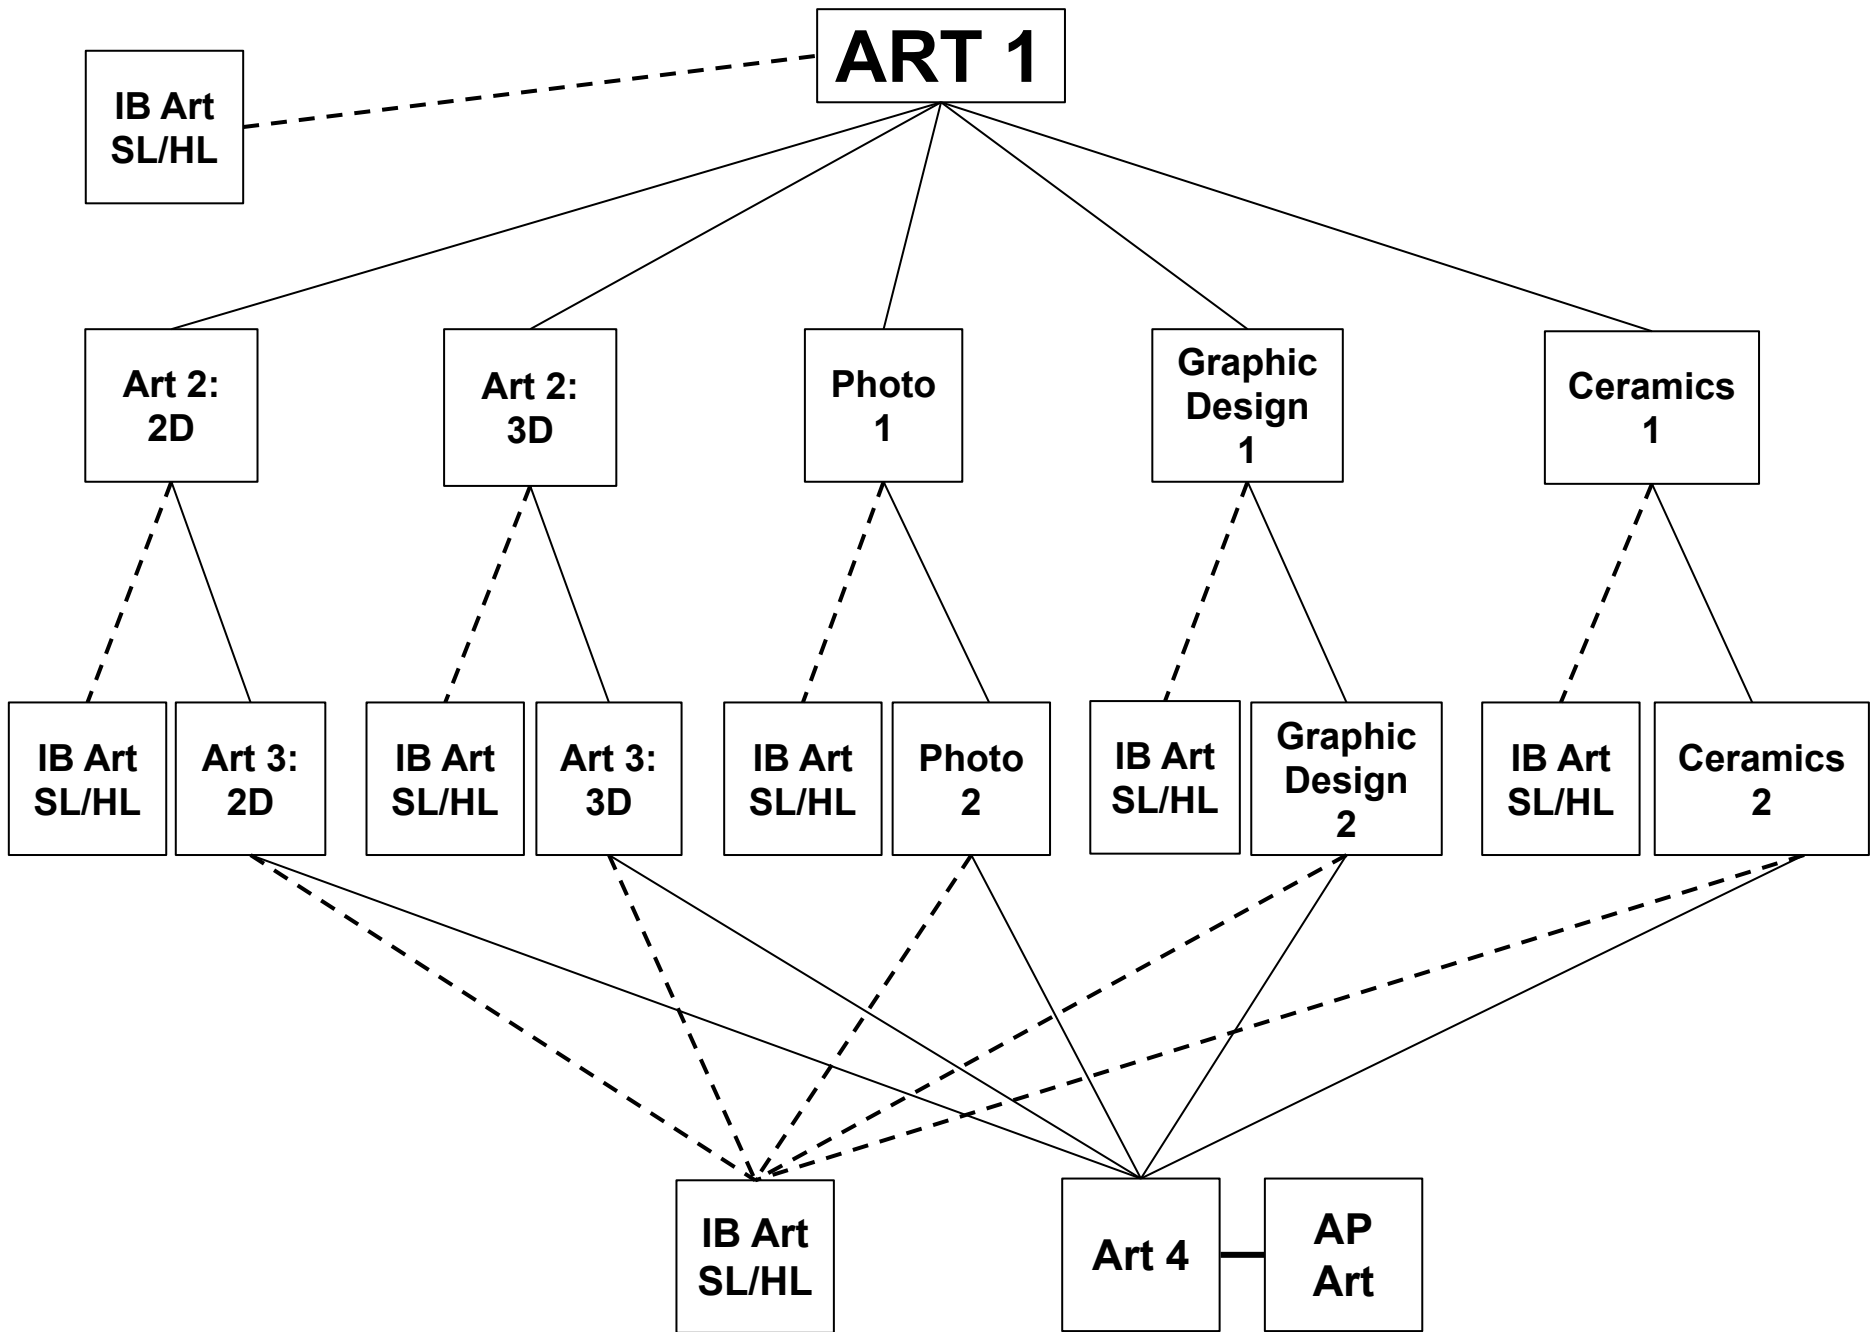 ART 1
IB Art
SL/HL
Art 2:
2D
Art 2:
3D
Photo
1
Graphic
Design
1
Ceramics
1
IB Art
SL/HL
Art 3:
2D
IB Art
SL/HL
Art 3:
3D
IB Art
SL/HL
Photo
2
IB Art
SL/HL
Graphic
Design
2
IB Art
SL/HL
Ceramics
2
IB Art
SL/HL
Art 4
AP
Art